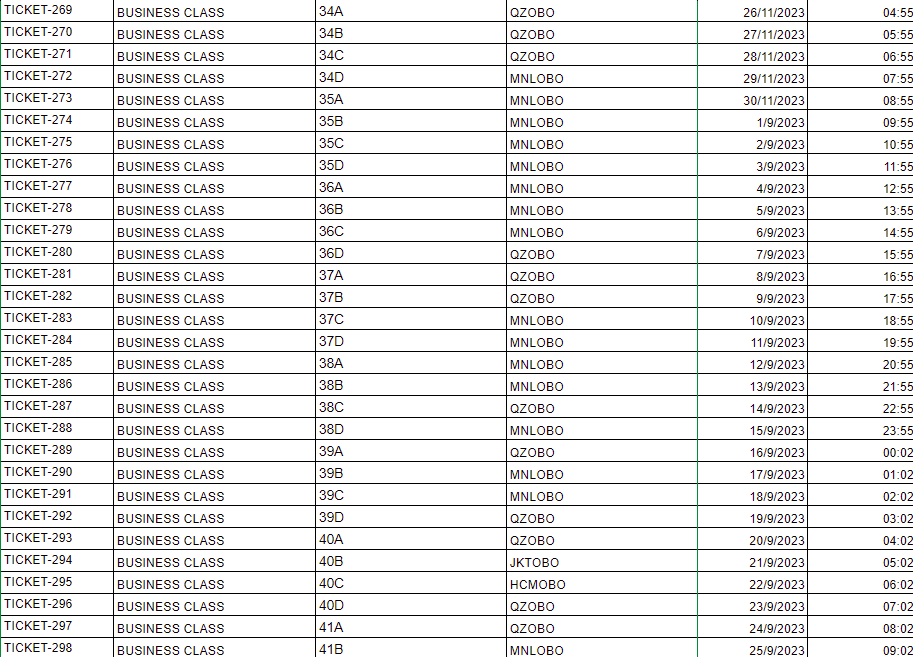 TICKET-269 BUSINESS CLASS 34A QZOBO 26/11/2023 04:55
TICKET-270 BUSINESS CLASS 34B QZOBO 27/11/2023 05:55
TICKET-271 BUSINESS CLASS 34C QZOBO 28/11/2023 06:55
TICKET-272 BUSINESS CLASS 34D MNLOBO 29/11/2023 07:55
TICKET-273 BUSINESS CLASS 35A MNLOBO 30/11/2023 08:55
TICKET-274 BUSINESS CLASS 35B MNLOBO 1/9/2023 09:55
TICKET-275 BUSINESS CLASS 35C MNLOBO 2/9/2023 10:55
TICKET-276 BUSINESS CLASS 35D MNLOBO 3/9/2023 11:55
TICKET-277 BUSINESS CLASS 36A MNLOBO 4/9/2023 12:55
TICKET-278 BUSINESS CLASS 36B MNLOBO 5/9/2023 13:55
TICKET-279 BUSINESS CLASS 36C MNLOBO 6/9/2023 14:55
TICKET-280 BUSINESS CLASS 36D QZOBO 7/9/2023 15:55
TICKET-281 BUSINESS CLASS 37A QZOBO 8/9/2023 16:55
TICKET-282 BUSINESS CLASS 37B QZOBO 9/9/2023 17:55
TICKET-283 BUSINESS CLASS 37C MNLOBO 10/9/2023 18:55
TICKET-284 BUSINESS CLASS 37D MNLOBO 11/9/2023 19:55
TICKET-285 BUSINESS CLASS 38A MNLOBO 12/9/2023 20:55
TICKET-286 BUSINESS CLASS 38B MNLOBO 13/9/2023 21:55
TICKET-287 BUSINESS CLASS 38C QZOBO 14/9/2023 22:55
TICKET-288 BUSINESS CLASS 38D MNLOBO 15/9/2023 23:55
TICKET-289 BUSINESS CLASS 39A QZOBO 16/9/2023 00:02
TICKET-290 BUSINESS CLASS 39B MNLOBO 17/9/2023 01:02
TICKET-291 BUSINESS CLASS 39C MNLOBO 18/9/2023 02:02
TICKET-292 BUSINESS CLASS 39D QZOBO 19/9/2023 03:02
TICKET-293 BUSINESS CLASS 40A QZOBO 20/9/2023 04:02
TICKET-294 BUSINESS CLASS 40B JKTOBO 21/9/2023 05:02
TICKET-295 BUSINESS CLASS 40C HCMOBO 22/9/2023 06:02
TICKET-296 BUSINESS CLASS 40D QZOBO 23/9/2023 07:02
TICKET-297 BUSINESS CLASS 41A QZOBO 24/9/2023 08:02
TICKET-298 BUSINESS CLASS 41B MNLOBO 25/9/2023 09:02